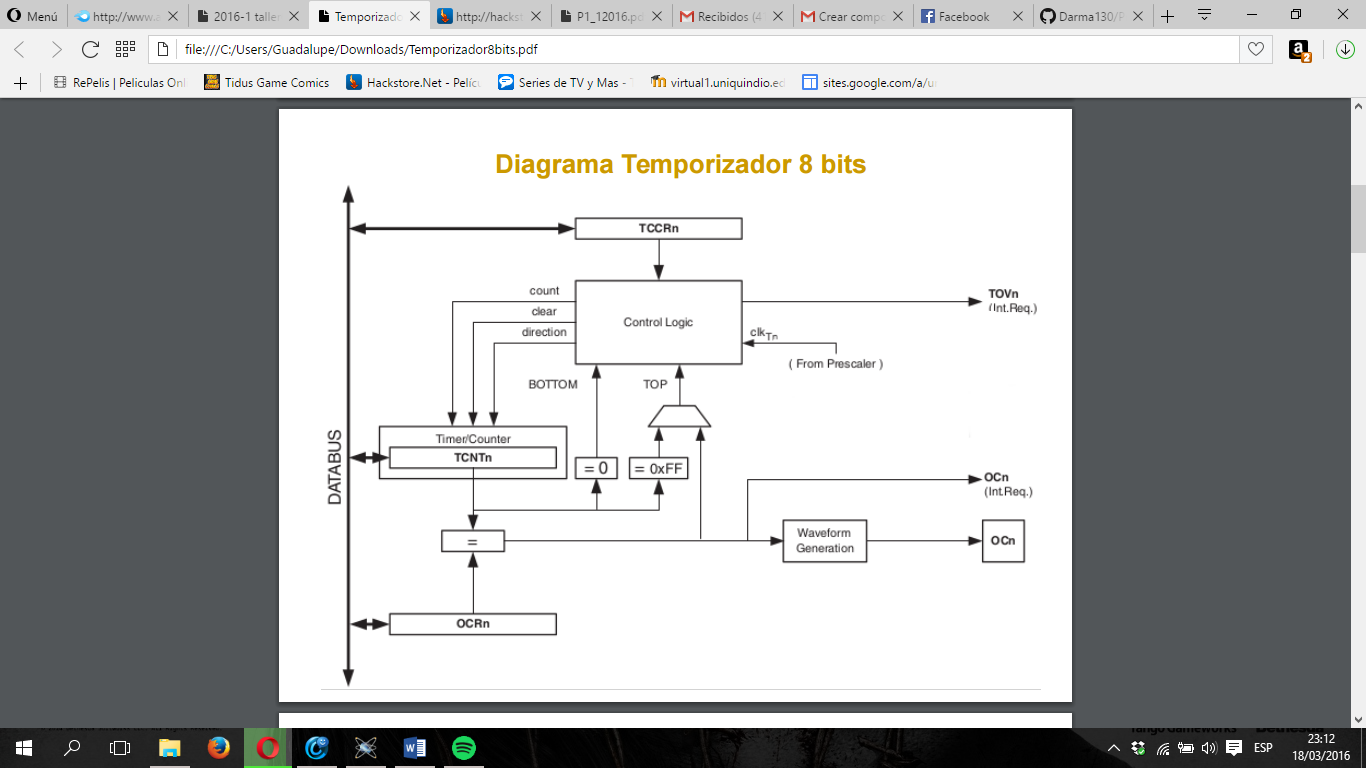 Menú
http://www.a
2016-1 talle
Temporizado
http://hackst
P1_12016.pd
Recibidos (4
Crear compo
Facebook
Darma130/P
file:///C:/Users/Guadalupe/Downloads/Temporizador8bits.pdf
2
RePelis | Peliculas Onl
Tidus Game Comics
Hackstore.Net - Pelíc
Series de TV y Mas - T
virtual1.uniquindio.ed
sites.google.com/a/u
Diagrama Temporizador 8 bits
TCCRn
count
clear
direction
Control Logic
TOVn
(Int.Req.)
clkTn
( From Prescaler )
BOTTOM
TOP
DATABUS
Timer/Counter
TCNTn
= 0
= 0xFF
OCn
(Int.Req.)
=
Waveform
Generation
OCn
OCRn
ESP
23:12
18/03/2016